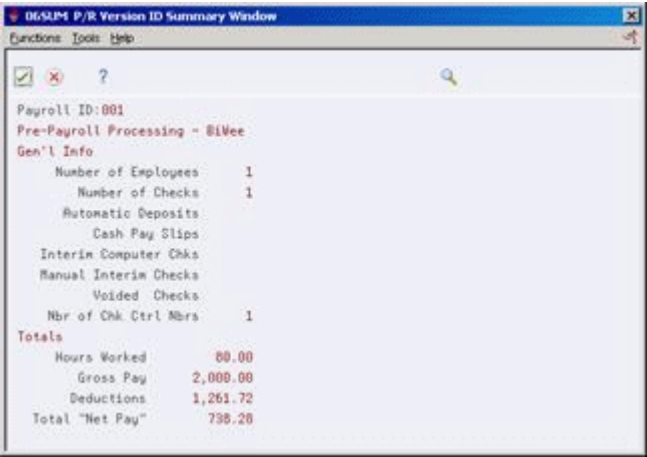 06SUM P/R Version ID Summary Window
Functions Tools Help
?
Payroll ID:001
Pre-Payroll Processing - BiWee
Gen'l Info
Number of Employees 1
Number of Checks 1
Automatic Deposits
Cash Pay Slips
Interim Computer Chks
Manual Interim Checks
Voided Checks
Nbr of Chk Ctrl Nbrs 1
Totals
Hours Worked 80.00
Gross Pay 2,000.00
Deductions 1,261.72
Total "Net Pay" 738.28